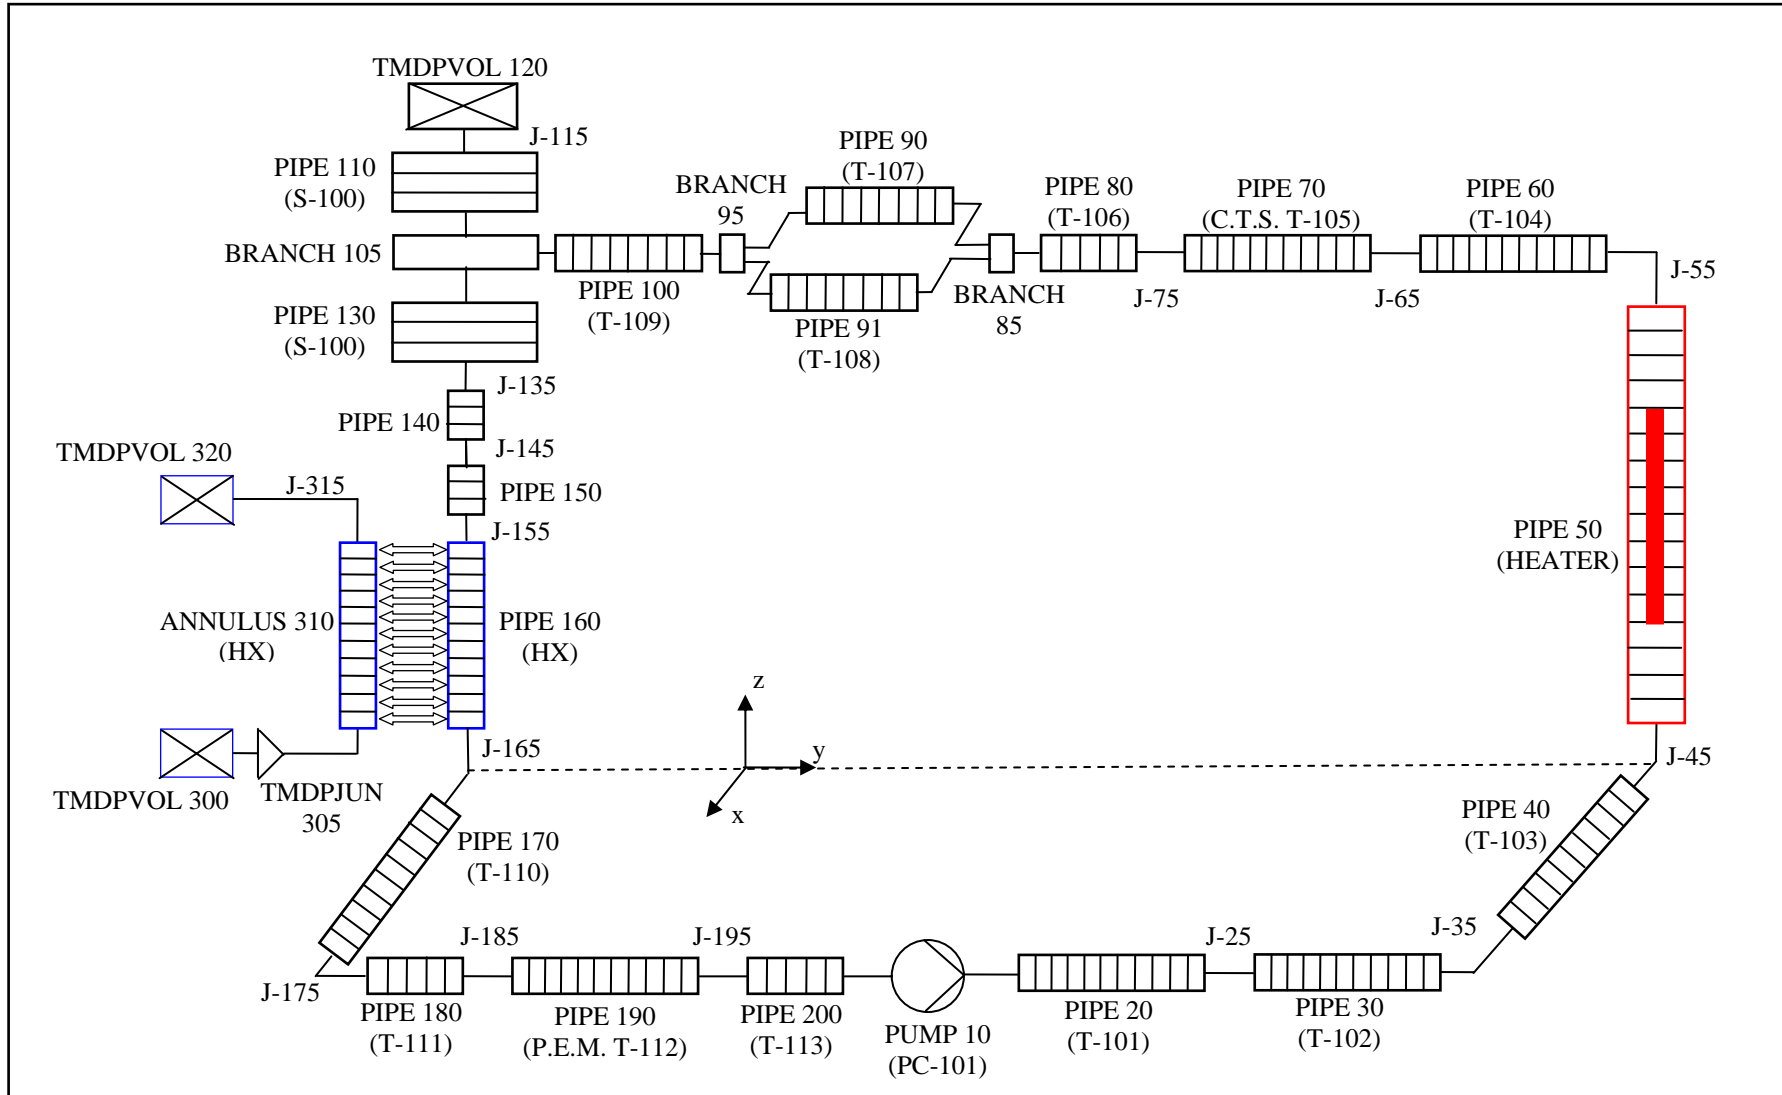 TMDPVOL 120
J-115
PIPE 110
(S-100)
BRANCH 105
PIPE 130
(S-100)
J-135
PIPE 140
J-145
PIPE 150
J-155
PIPE 100
(T-109)
BRANCH
95
PIPE 90
(T-107)
PIPE 91
(T-108)
BRANCH
85
PIPE 80
(T-106)
J-75
PIPE 70
(C.T.S. T-105)
J-65
PIPE 60
(T-104)
J-55
TMDPVOL 320
J-315
ANNULUS 310
(HX)
PIPE 160
(HX)
PIPE 50
(HEATER)
TMDPVOL 300
TMDPJUN
305
J-165
z
y
x
J-45
PIPE 40
(T-103)
PIPE 170
(T-110)
J-175
PIPE 180
(T-111)
J-185
PIPE 190
(P.E.M. T-112)
J-195
PIPE 200
(T-113)
PUMP 10
(PC-101)
PIPE 20
(T-101)
J-25
PIPE 30
(T-102)
J-35